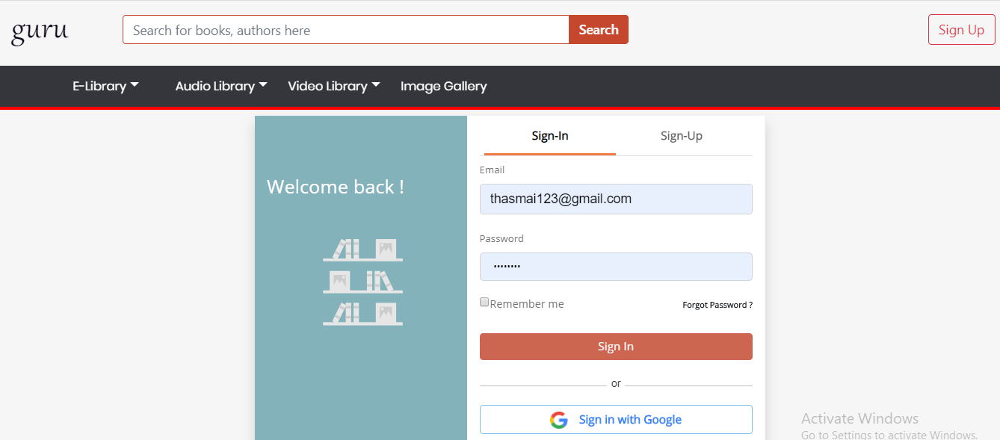 guru
Search for books, authors here
Search
Sign Up
E-Library
Audio Library
Video Library
Image Gallery
Welcome back !
Sign-In
Sign-Up
Email
thasmai123@gmail.com
Password
••••••••
Remember me
Forgot Password ?
Sign In
or
Sign in with Google
Activate Windows
Go to Settings to activate Windows.